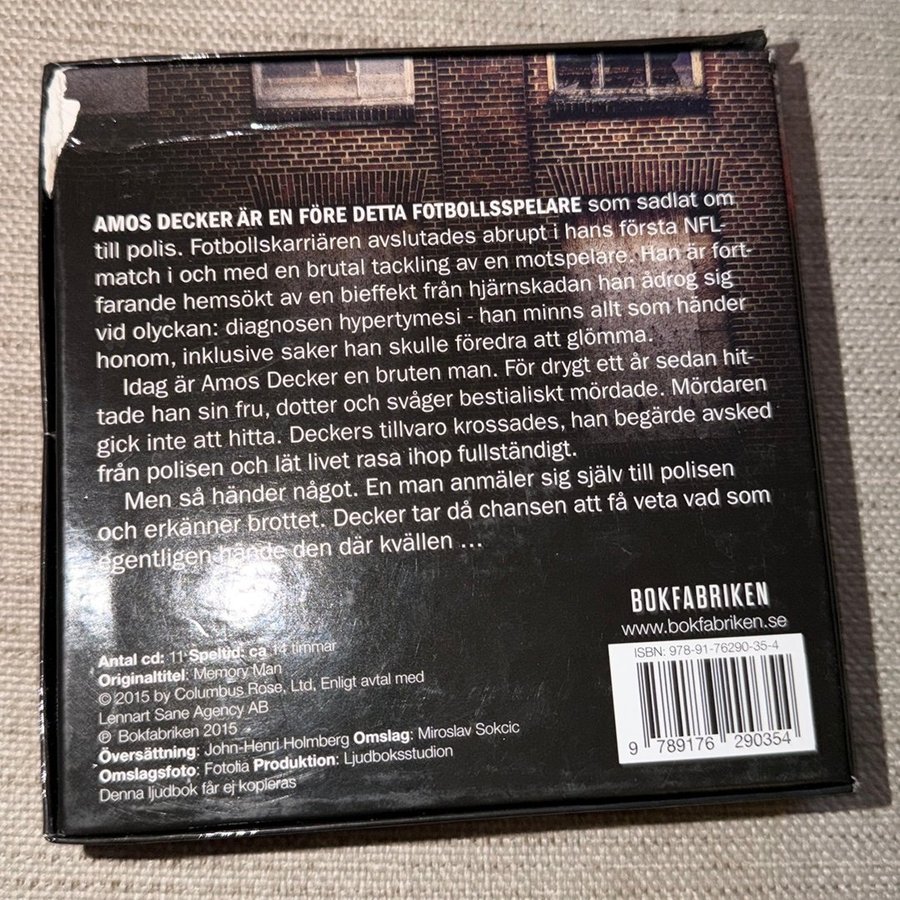 AMOS DECKER ÄR EN FÖRE DETTA FOTBOLLSSPELARE som sadlat om
till polis. Fotbollskarriären avslutades abrupt i hans första NFL-
match i och med en brutal tackling av en motspelare. Han är fort-
farande hemsökt av en bieffekt från hjärnskadan han ådrog sig
vid olyckan: diagnosen hypertymesi - han minns allt som händer
honom, inklusive saker han skulle föredra att glömma.
Idag är Amos Decker en bruten man. För drygt ett år sedan hit-
tade han sin fru, dotter och svåger bestialiskt mördade. Mördaren
gick inte att hitta. Deckers tillvaro krossades, han begärde avsked
från polisen och lät livet rasa ihop fullständigt.
Men så händer något. En man anmäler sig själv till polisen
och erkänner brottet. Decker tar då chansen att få veta vad som
egentligen hände den där kvällen ...
BOKFABRIKEN
www.bokfabriken.se
ISBN: 978-91-76290-35-4
9 789176 290354
Antal cd: 11 Speltid: ca 14 timmar
Originaltitel: Memory Man
© 2015 by Columbus Rose, Ltd, Enligt avtal med
Lennart Sane Agency AB
℗ Bokfabriken 2015
Översättning: John-Henri Holmberg Omslag: Miroslav Sokcic
Omslagsfoto: Fotolia Produktion: Ljudboksstudion
Denna ljudbok får ej kopieras